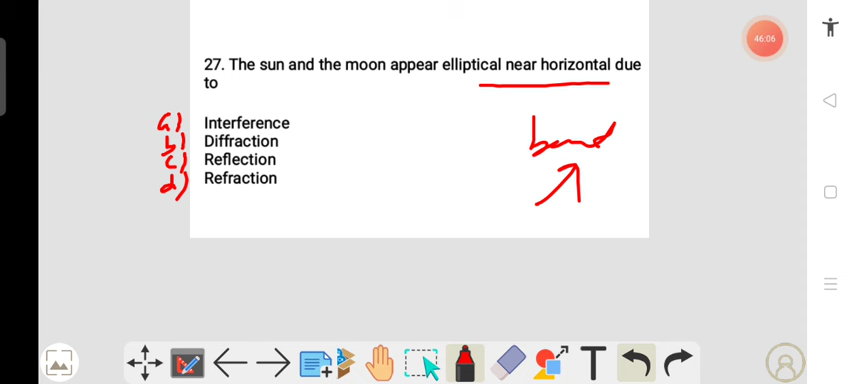 46:06
27. The sun and the moon appear elliptical near horizontal due
to
a) Interference
b) Diffraction
c) Reflection
d) Refraction
bend
T